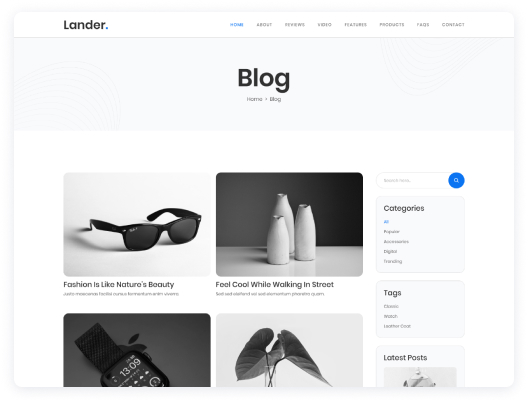 Lander.
HOME ABOUT REVIEWS VIDEO FEATURES PRODUCTS FAQS CONTACT
Blog
Home > Blog
Search here..
Fashion Is Like Nature's Beauty
Justo maecenas facilisi cursus fermentum enim viverra.
Feel Cool While Walking In Street
Sed sed eleifend vel sed elementum pharetra quam.
Categories
All
Popular
Accessories
Digital
Trending
Tags
Classic
Watch
Leather Coat
Latest Posts
13:09